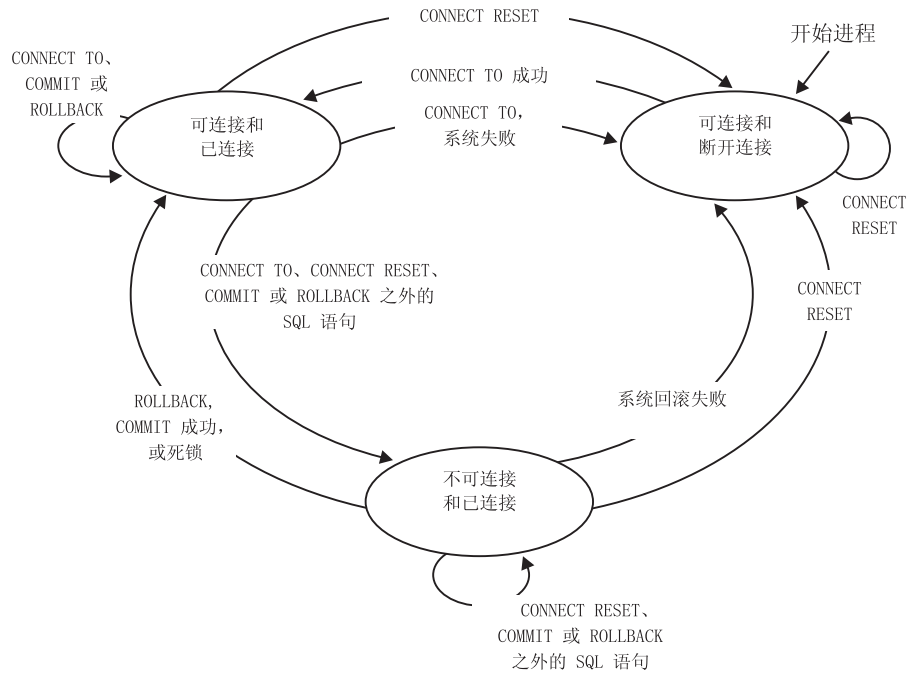 CONNECT RESET
开始进程
CONNECT TO、
COMMIT 或
ROLLBACK
CONNECT TO 成功
CONNECT TO,
系统失败
可连接和
已连接
可连接和
断开连接
CONNECT
RESET
CONNECT TO、CONNECT RESET、
COMMIT 或 ROLLBACK 之外的
SQL 语句
CONNECT
RESET
ROLLBACK,
COMMIT 成功,
或死锁
系统回滚失败
不可连接
和已连接
CONNECT RESET、
COMMIT 或 ROLLBACK
之外的 SQL 语句